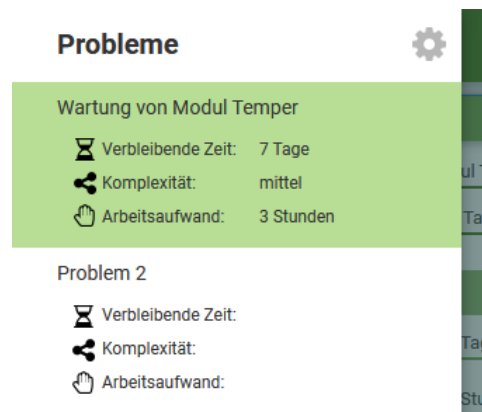 Probleme
Wartung von Modul Temper
Verbleibende Zeit: 7 Tage
Komplexität: mittel
Arbeitsaufwand: 3 Stunden
Problem 2
Verbleibende Zeit:
Komplexität:
Arbeitsaufwand: